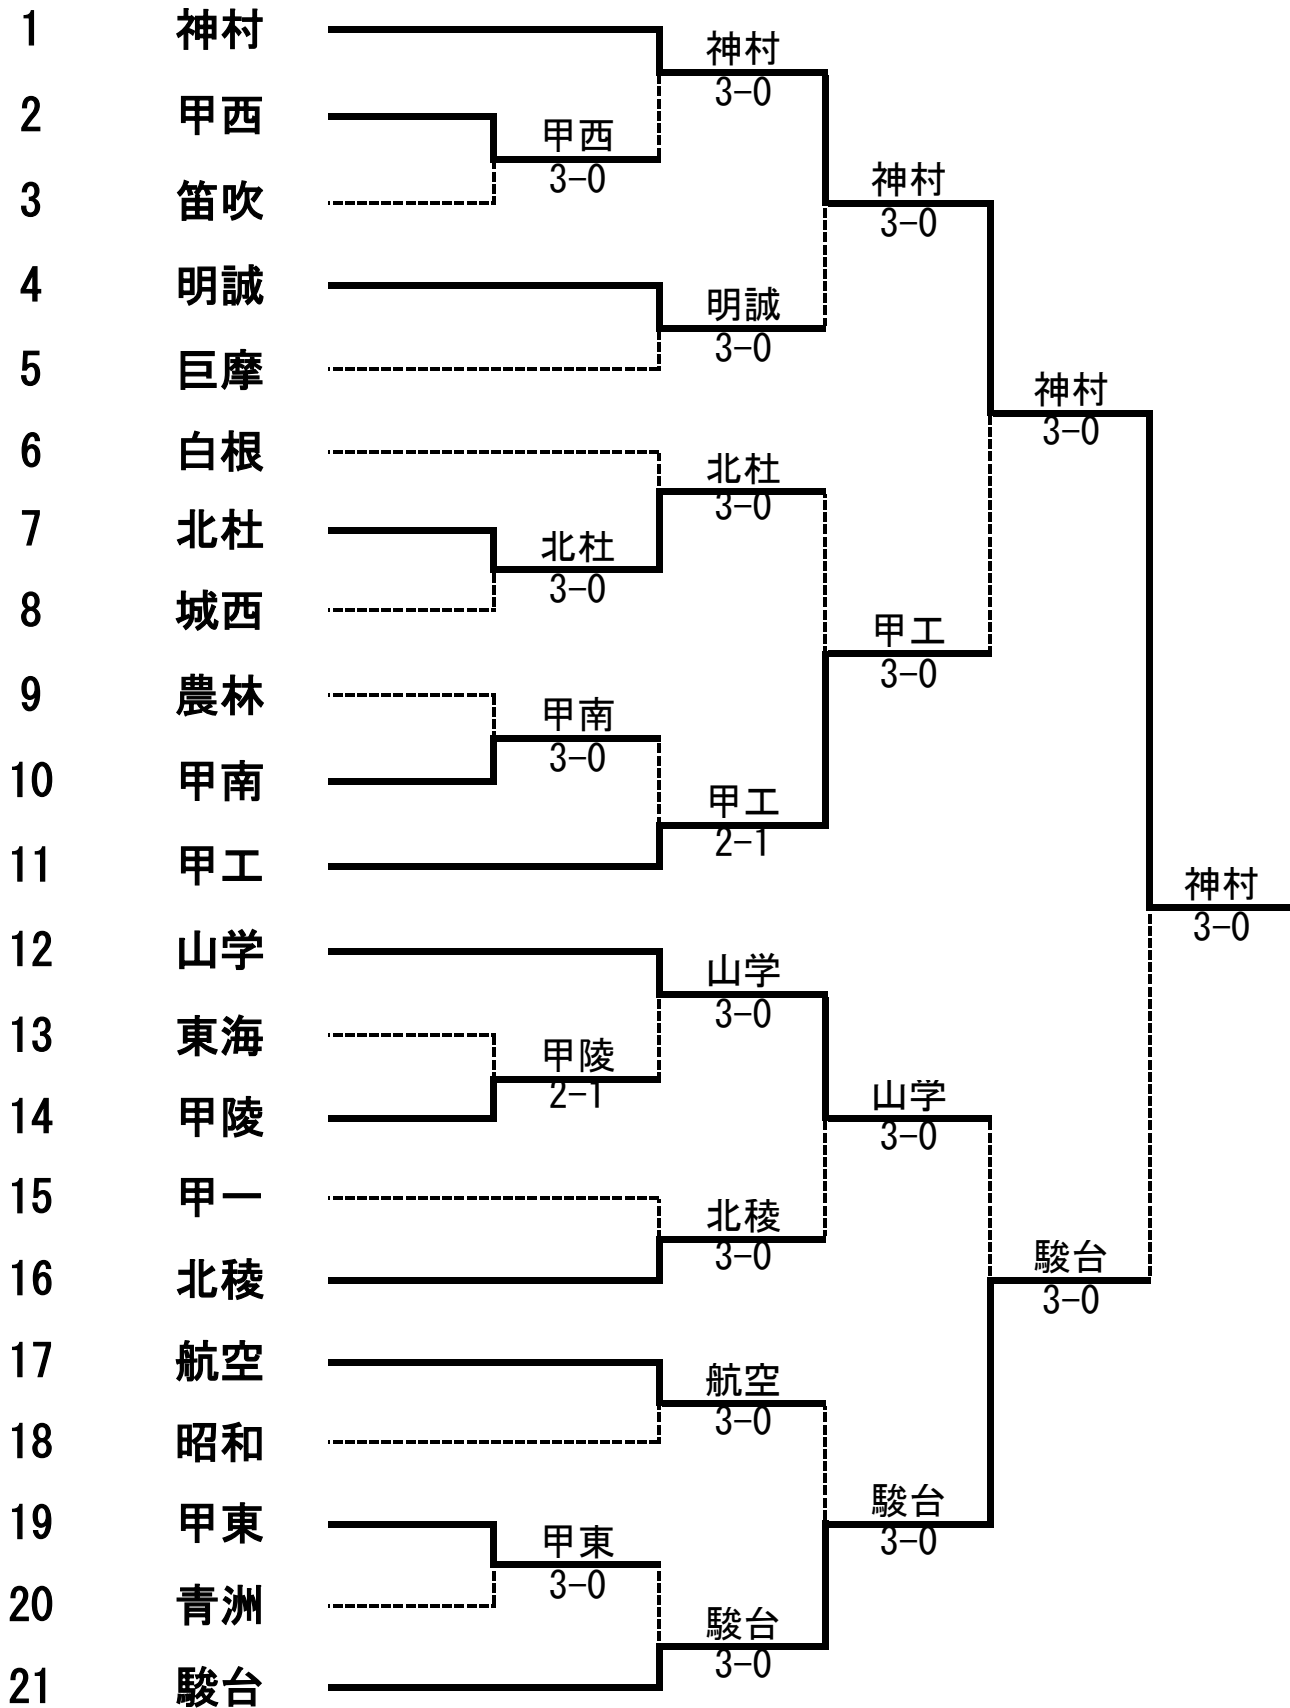 1 神村
神村
3-0
2 甲西
甲西
3-0
3 笛吹
神村
3-0
4 明誠
明誠
3-0
5 巨摩
神村
3-0
6 白根
北杜
3-0
7 北杜
北杜
3-0
8 城西
甲工
3-0
9 農林
甲南
3-0
10 甲南
甲工
2-1
11 甲工
神村
3-0
12 山学
山学
3-0
13 東海
甲陵
2-1
14 甲陵
山学
3-0
15 甲一
北稜
3-0
16 北稜
駿台
3-0
17 航空
航空
3-0
18 昭和
駿台
3-0
19 甲東
甲東
3-0
20 青洲
駿台
3-0
21 駿台